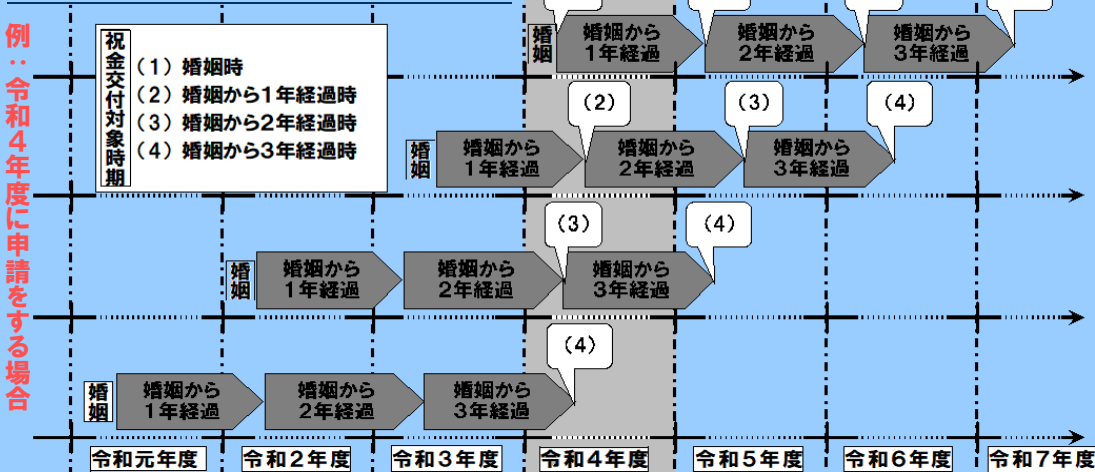 例：令和４年度に申請をする場合
祝金交付対象時期
（１）婚姻時
（２）婚姻から１年経過時
（３）婚姻から２年経過時
（４）婚姻から３年経過時
婚姻
婚姻から
１年経過
婚姻から
２年経過
婚姻から
３年経過
（２）
（３）
（４）
婚姻
婚姻から
１年経過
婚姻から
２年経過
婚姻から
３年経過
（３）
（４）
婚姻
婚姻から
１年経過
婚姻から
２年経過
婚姻から
３年経過
（４）
婚姻
婚姻から
１年経過
婚姻から
２年経過
婚姻から
３年経過
令和元年度
令和２年度
令和３年度
令和４年度
令和５年度
令和６年度
令和７年度